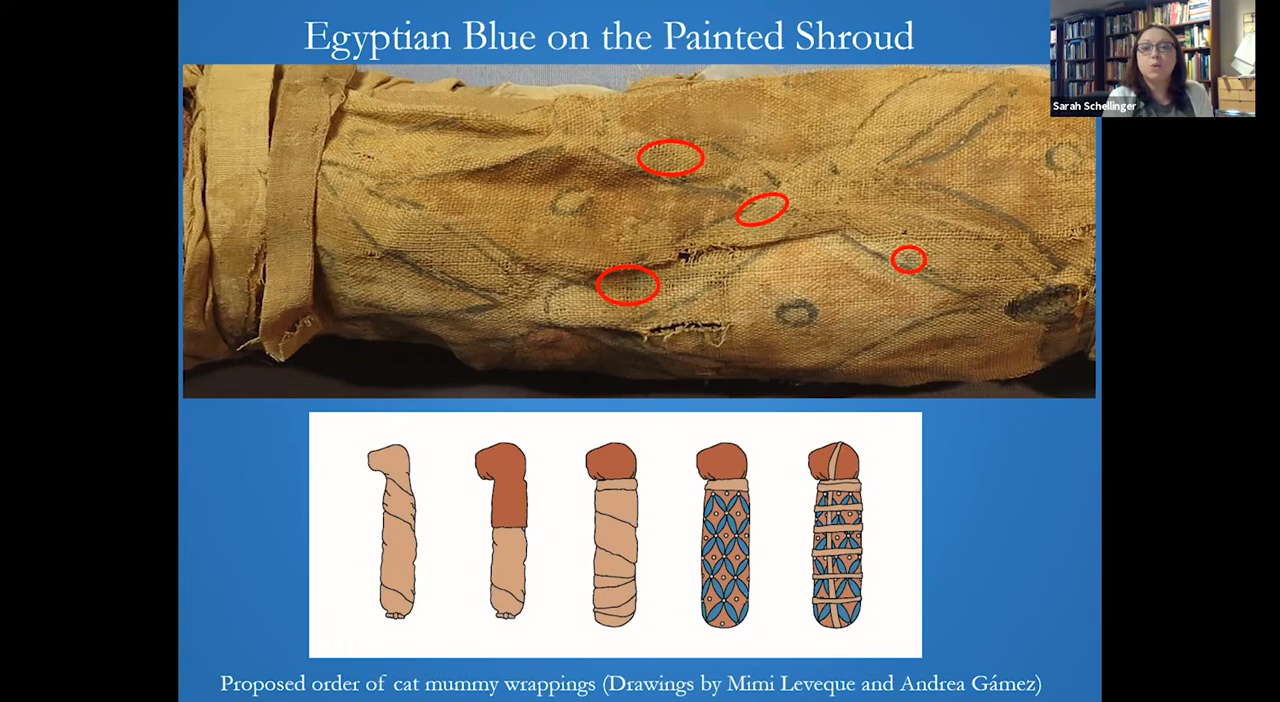 Egyptian Blue on the Painted Shroud
Sarah Schellinger
Proposed order of cat mummy wrappings (Drawings by Mimi Leveque and Andrea Gámez)